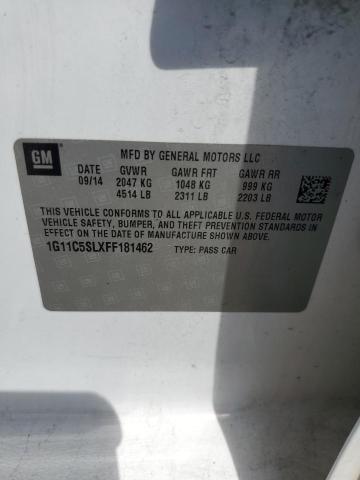 GM
MFD BY GENERAL MOTORS LLC
DATE GVWR GAWR FRT GAWR RR
09/14 2047 KG 1048 KG 999 KG
4514 LB 2311 LB 2203 LB
THIS VEHICLE CONFORMS TO ALL APPLICABLE U.S. FEDERAL MOTOR
VEHICLE SAFETY, BUMPER, AND THEFT PREVENTION STANDARDS IN
EFFECT ON THE DATE OF MANUFACTURE SHOWN ABOVE.
1G11C5SLXFF181462 TYPE: PASS CAR